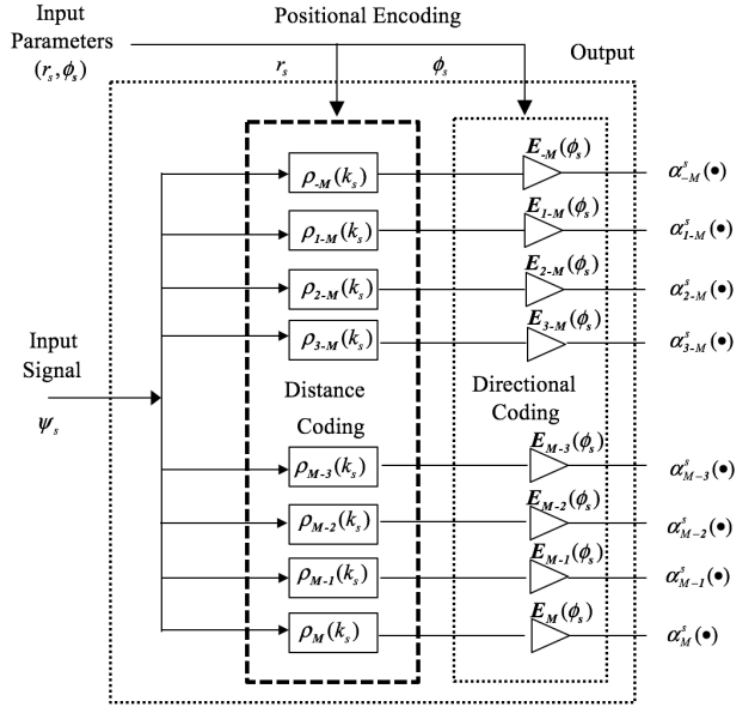 Input Parameters (r_s, ϕ_s)
Positional Encoding
Output
r_s
ϕ_s
ρ_{-M}(k_s)
E_{-M}(ϕ_s)
α^s_{-M}(•)
ρ_{1-M}(k_s)
E_{1-M}(ϕ_s)
α^s_{1-M}(•)
ρ_{2-M}(k_s)
E_{2-M}(ϕ_s)
α^s_{2-M}(•)
ρ_{3-M}(k_s)
E_{3-M}(ϕ_s)
α^s_{3-M}(•)
Input Signal
ψ_s
Distance Coding
Directional Coding
ρ_{M-3}(k_s)
E_{M-3}(ϕ_s)
α^s_{M-3}(•)
ρ_{M-2}(k_s)
E_{M-2}(ϕ_s)
α^s_{M-2}(•)
ρ_{M-1}(k_s)
E_{M-1}(ϕ_s)
α^s_{M-1}(•)
ρ_M(k_s)
E_M(ϕ_s)
α^s_M(•)